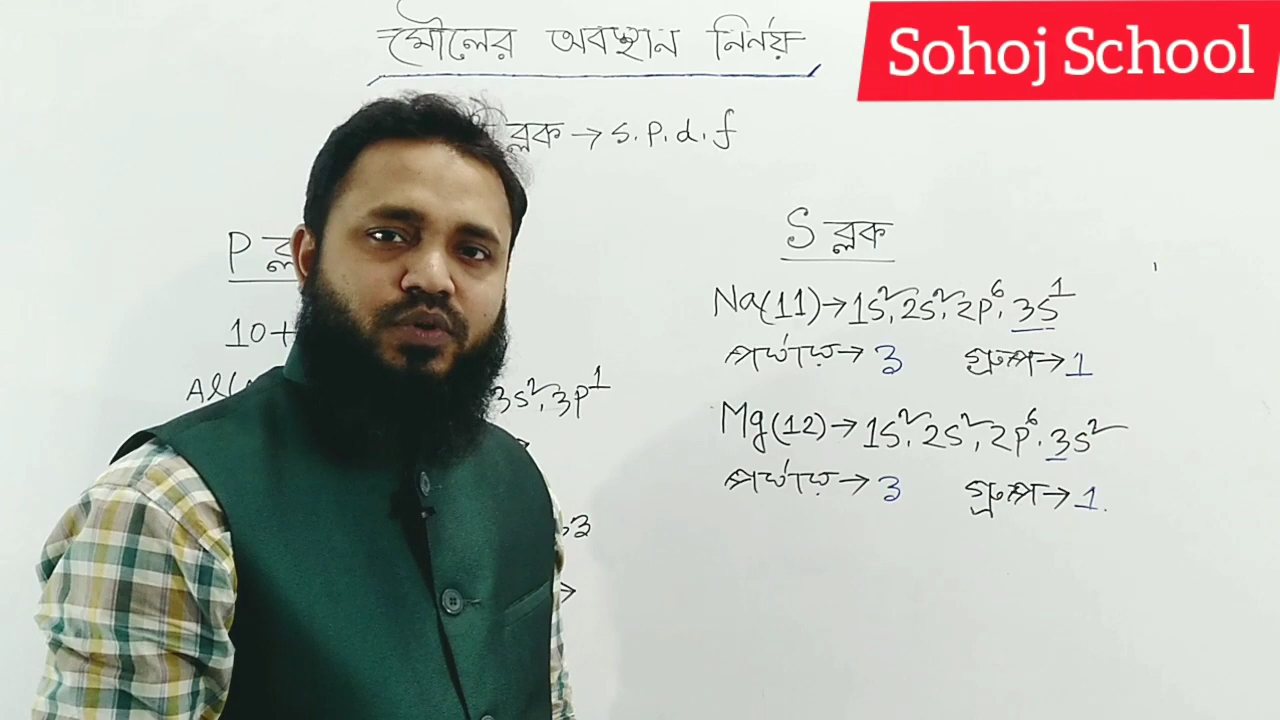 মৌলের অবস্থান নির্নয়
Sohoj School
ব্লক → s.p.d.f
P
S ব্লক
10+
Na(11)→1s²,2s²,2p⁶,3s¹
পর্যায়→ 3 গ্রুপ→1
Al
3s²,3p¹
Mg(12)→1s²,2s²,2p⁶,3s²
পর্যায়→ 3 গ্রুপ→1.